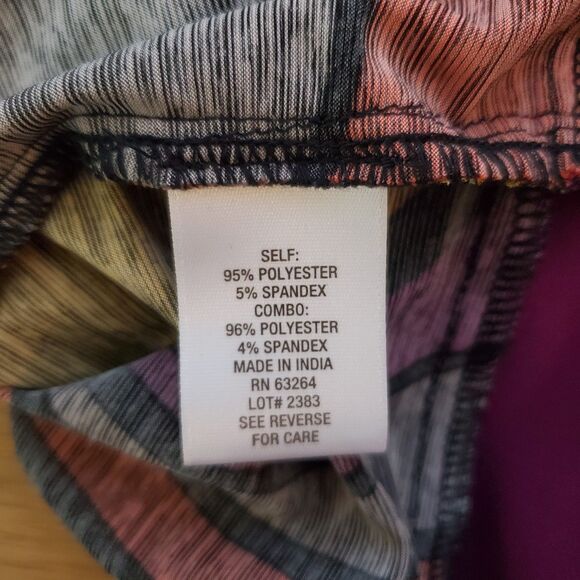 SELF:
95% POLYESTER
5% SPANDEX
COMBO:
96% POLYESTER
4% SPANDEX
MADE IN INDIA
RN 63264
LOT# 2383
SEE REVERSE
FOR CARE